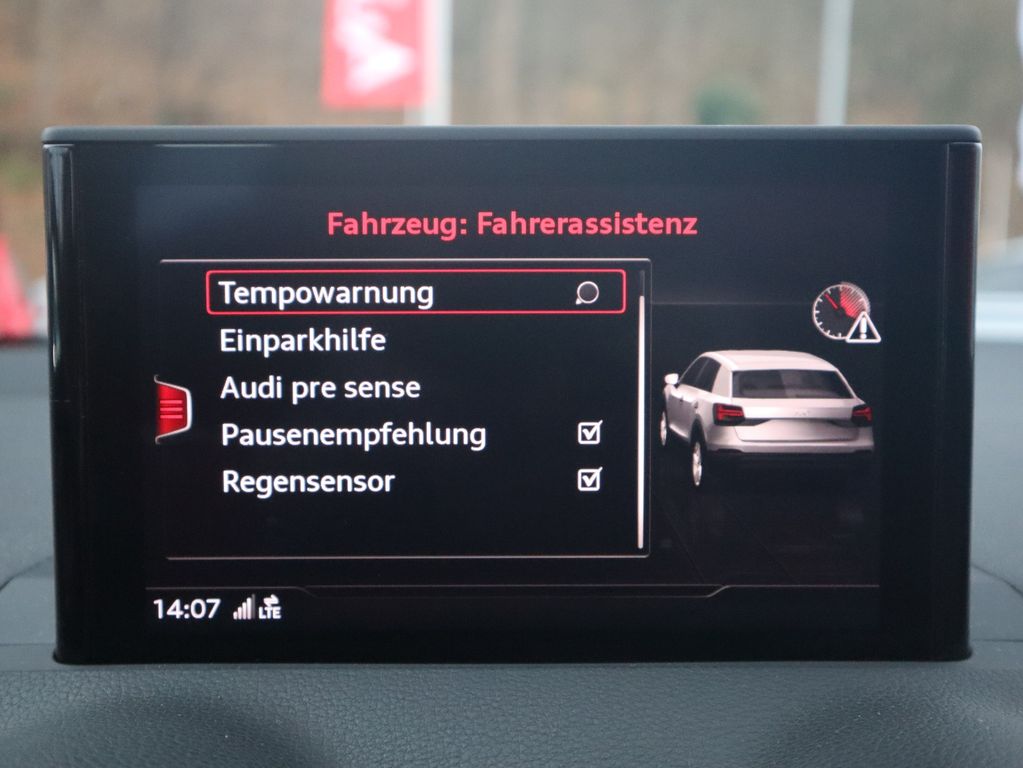 Fahrzeug: Fahrerassistenz
Tempowarnung
Einparkhilfe
Audi pre sense
Pausenempfehlung
Regensensor
14:07 LTE